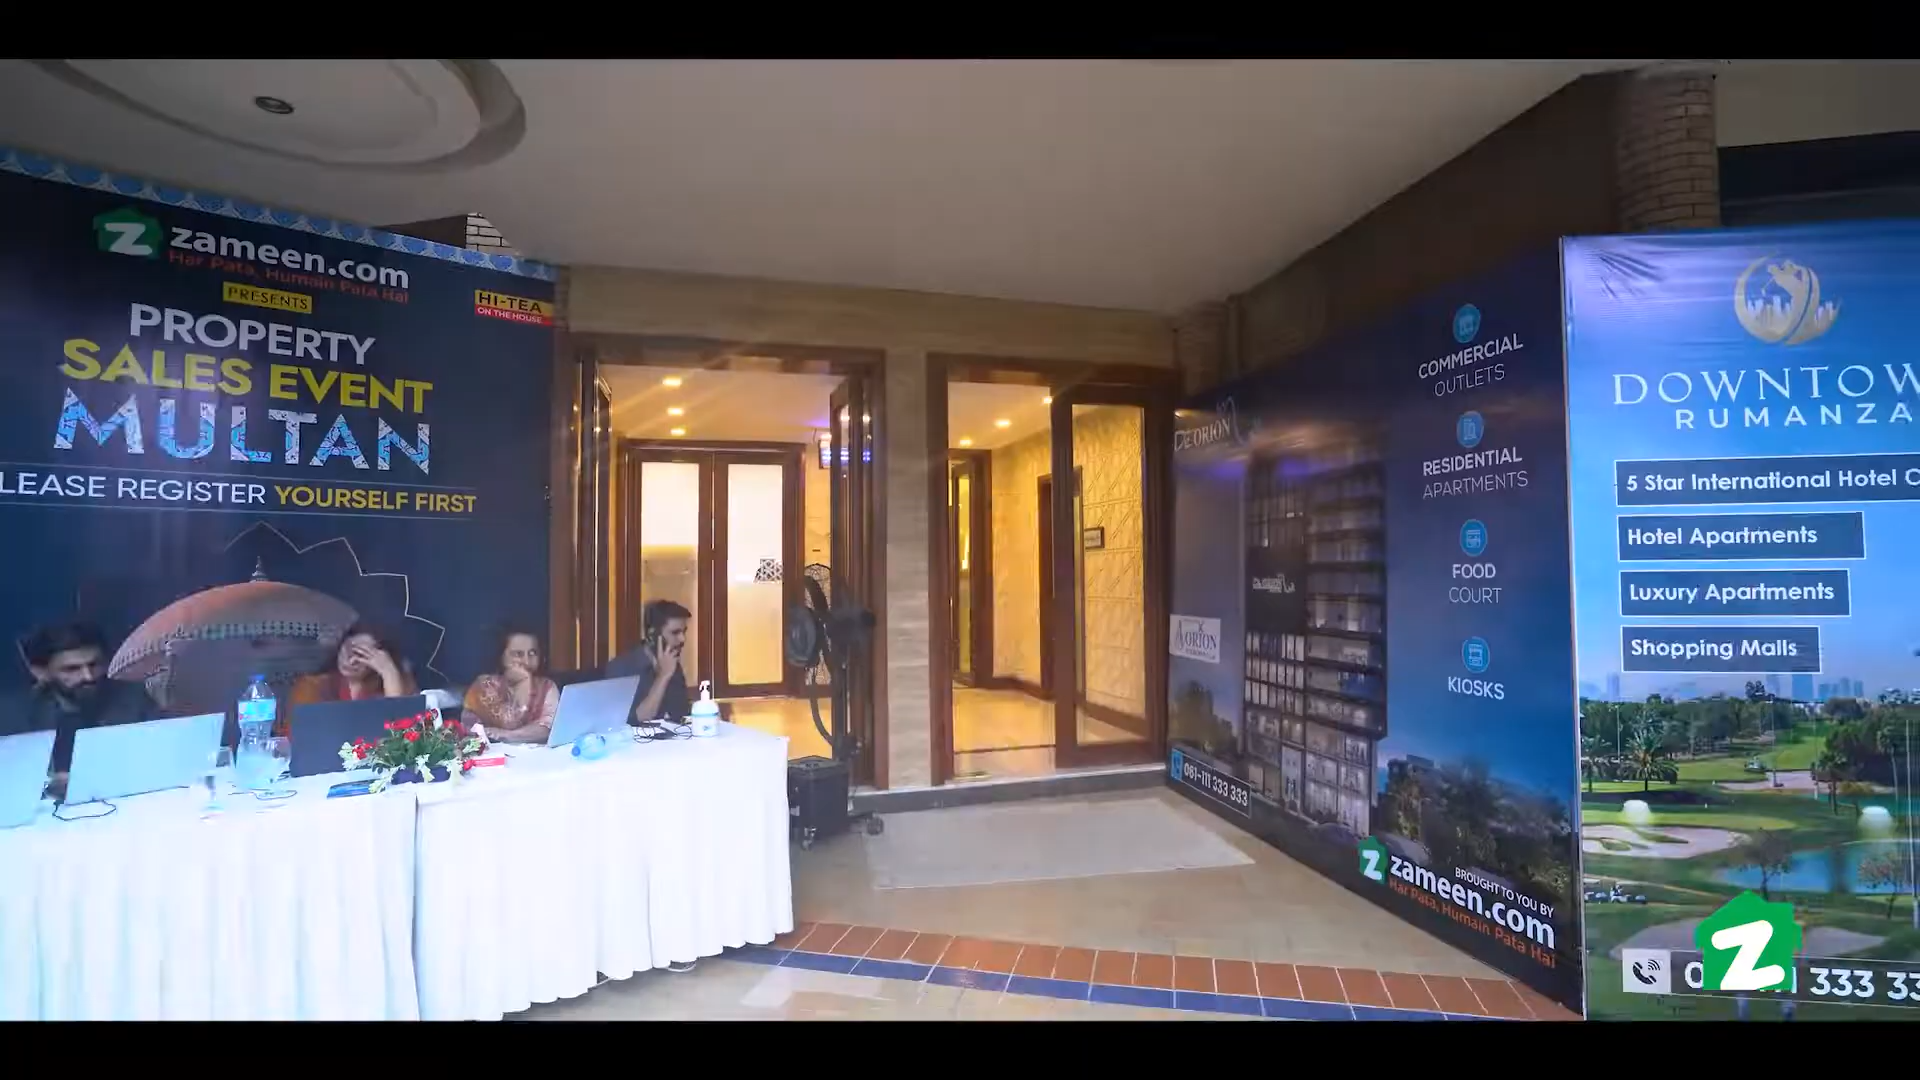 zameen.com
Har Pata, Humain Pata Hai
PRESENTS
HI-TEA
ON THE HOUSE
PROPERTY
SALES EVENT
MULTAN
LEASE REGISTER YOURSELF FIRST
DE ORION
ORION
061-111 333 333
COMMERCIAL
OUTLETS
RESIDENTIAL
APARTMENTS
FOOD
COURT
KIOSKS
BROUGHT TO YOU BY
zameen.com
Har Pata, Humain Pata Hai
DOWNTOW
RUMANZA
5 Star International Hotel C
Hotel Apartments
Luxury Apartments
Shopping Malls
333 33